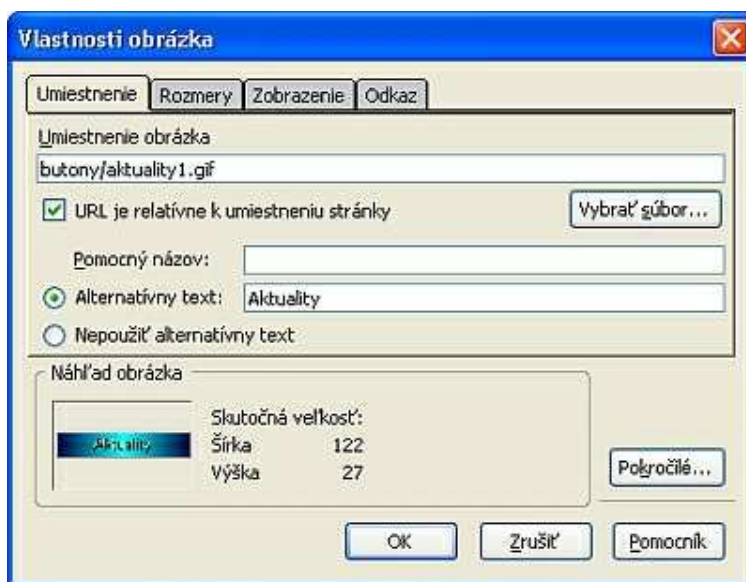 Vlastnosti obrázka
Umiestnenie Rozmery Zobrazenie Odkaz
Umiestnenie obrázka
butony/aktuality1.gif
URL je relatívne k umiestneniu stránky Vybrať súbor...
Pomocný názov:
Alternatívny text: Aktuality
Nepoužiť alternatívny text
Náhľad obrázka
Aktuality
Skutočná veľkosť:
Šírka 122
Výška 27
Pokročilé...
OK Zrušiť Pomocník